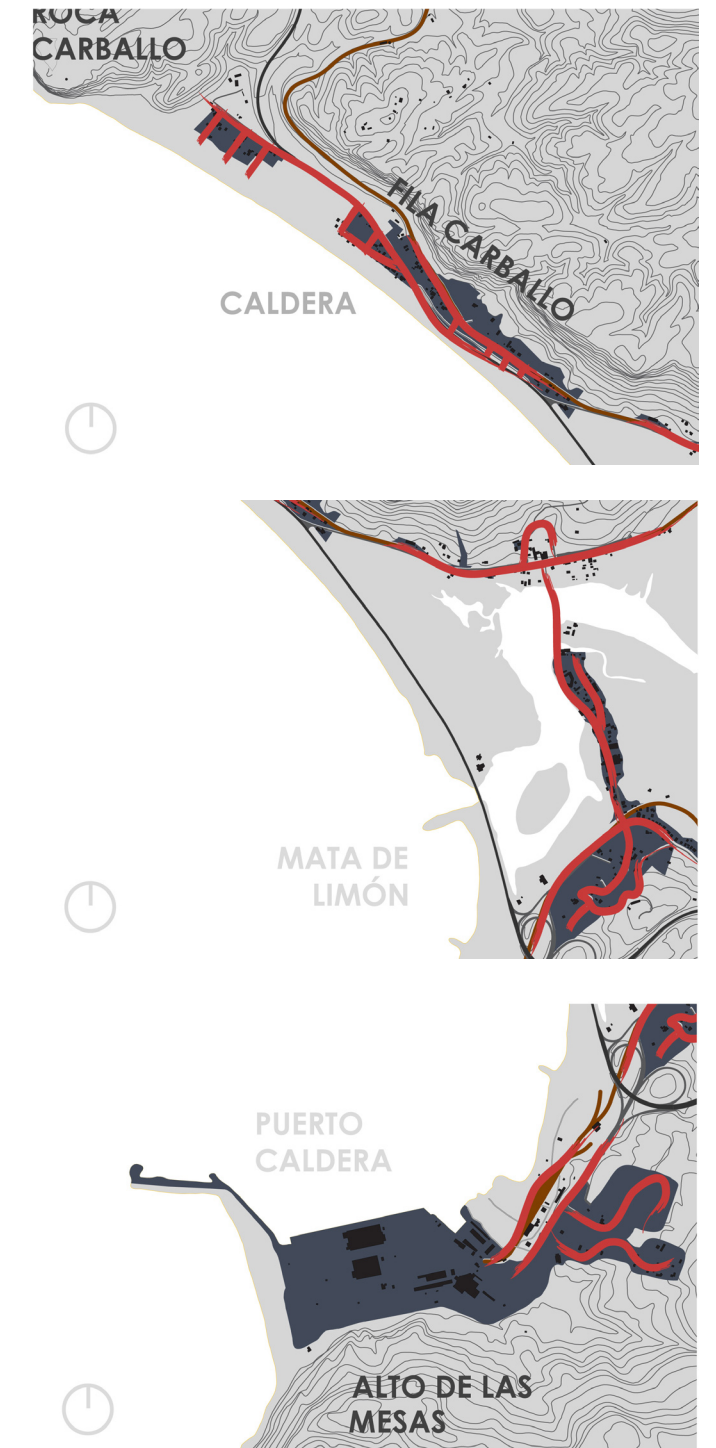 ROCA
CARBALLO
FILA CARBALLO
CALDERA
MATA DE
LIMÓN
PUERTO
CALDERA
ALTO DE LAS
MESAS